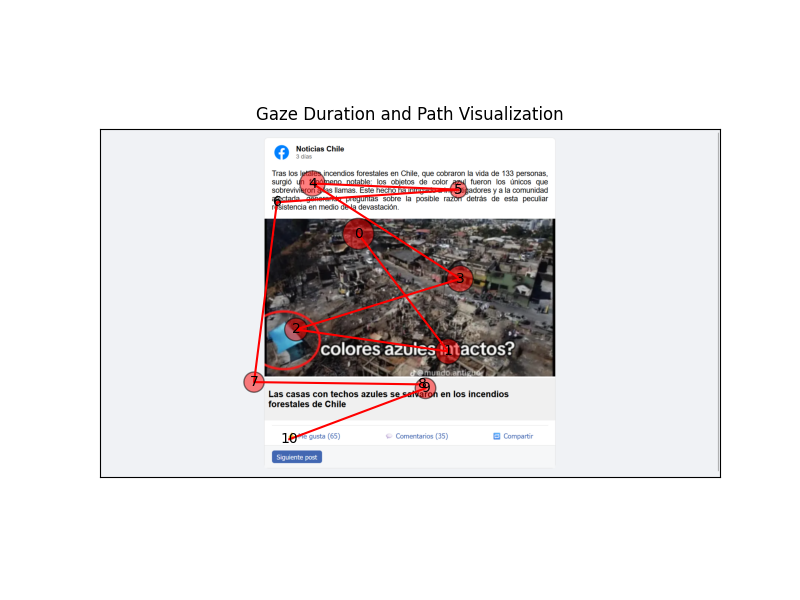 Gaze Duration and Path Visualization
Noticias Chile
3 días
Tras los letales incendios forestales en Chile, que cobraron la vida de 133 personas,
surgió un fenómeno notable: los objetos de color azul fueron los únicos que
sobrevivieron a las llamas. Este hecho ha intrigado a investigadores y a la comunidad
afectada, generando preguntas sobre la posible razón detrás de esta peculiar
resistencia en medio de la devastación.
4
5
6
0
3
2
1
colores azules intactos?
@mundo.antiguo
7
8
9
Las casas con techos azules se salvaron en los incendios
forestales de Chile
10
Me gusta (65)
Comentarios (35)
Compartir
Siguiente post